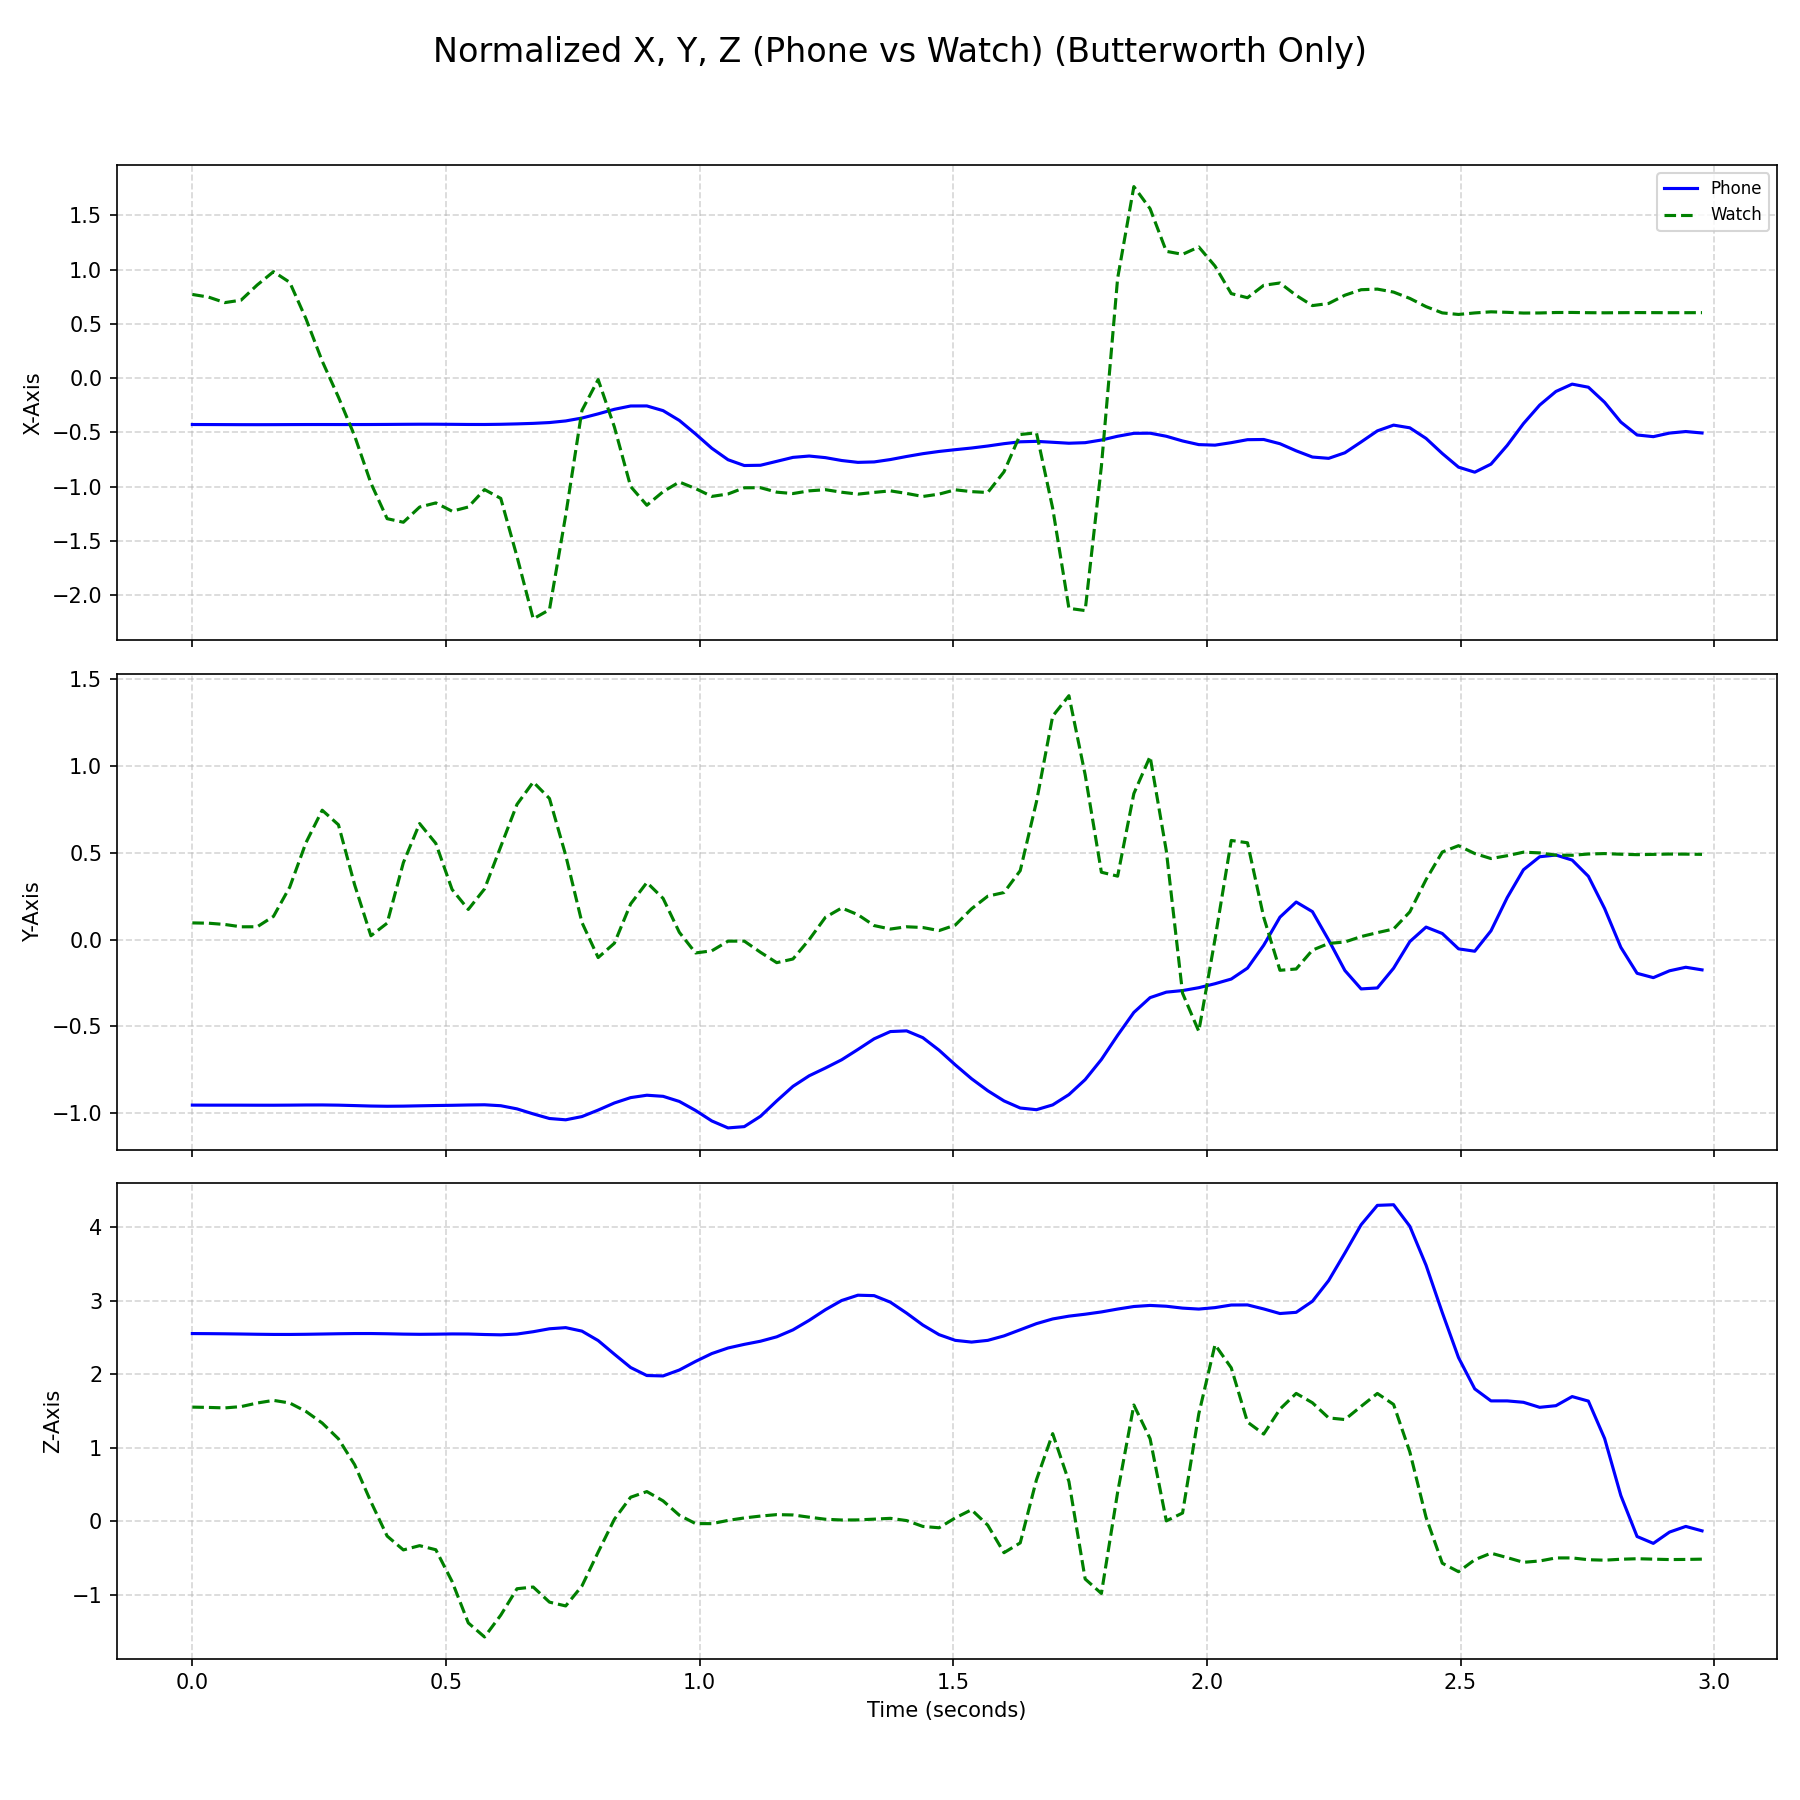 Normalized X, Y, Z (Phone vs Watch) (Butterworth Only)
Phone
Watch
X-Axis
1.5
1.0
0.5
0.0
−0.5
−1.0
−1.5
−2.0
Y-Axis
1.5
1.0
0.5
0.0
−0.5
−1.0
Z-Axis
4
3
2
1
0
−1
0.0 0.5 1.0 1.5 2.0 2.5 3.0
Time (seconds)